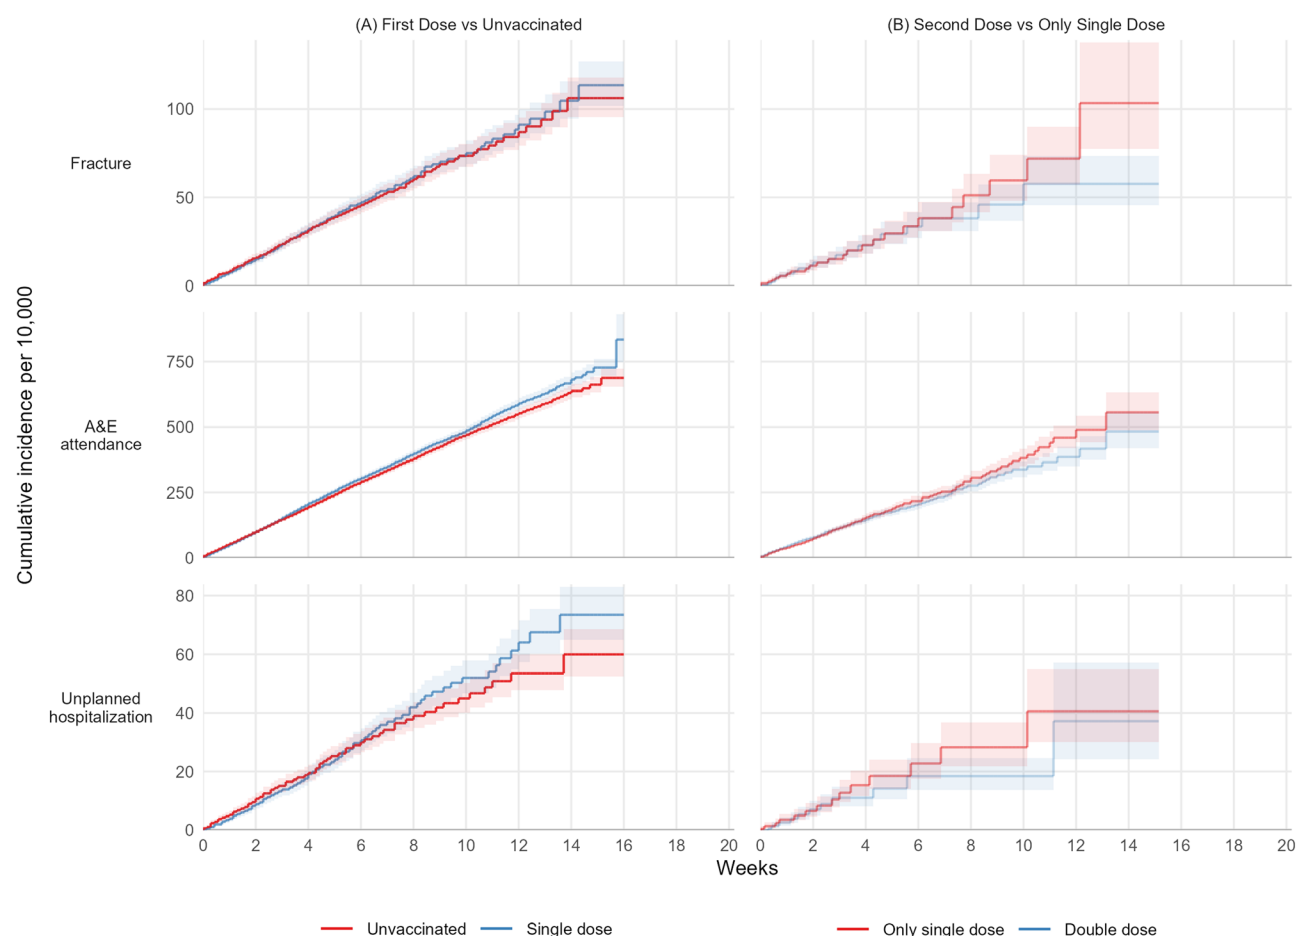 (A) First Dose vs Unvaccinated
(B) Second Dose vs Only Single Dose
Cumulative incidence per 10,000
Fracture
100
50
0
A&E
attendance
750
500
250
0
Unplanned
hospitalization
80
60
40
20
0
0 2 4 6 8 10 12 14 16 18 20
0 2 4 6 8 10 12 14 16 18 20
Weeks
Unvaccinated Single dose
Only single dose Double dose